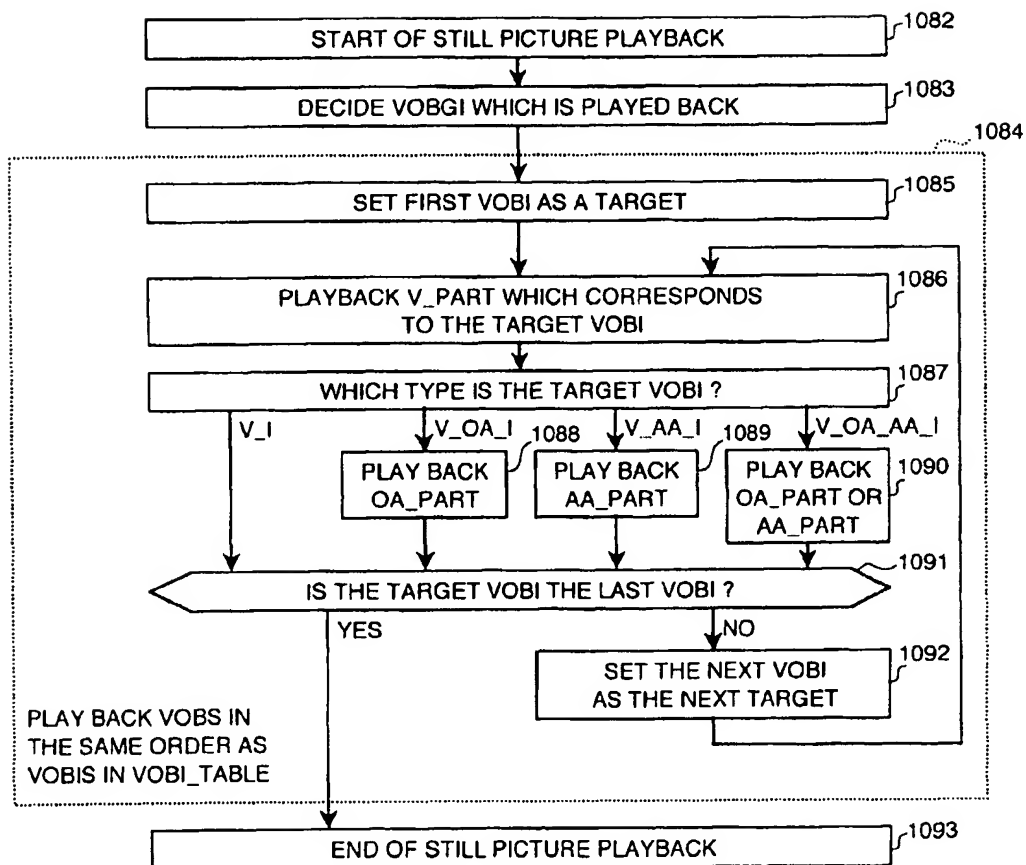 1082
START OF STILL PICTURE PLAYBACK
1083
DECIDE VOBGI WHICH IS PLAYED BACK
1084
1085
SET FIRST VOBI AS A TARGET
1086
PLAYBACK V_PART WHICH CORRESPONDS
TO THE TARGET VOBI
1087
WHICH TYPE IS THE TARGET VOBI ?
V_I
V_OA_I
1088
V_AA_I
1089
V_OA_AA_I
PLAY BACK
OA_PART
PLAY BACK
AA_PART
PLAY BACK
OA_PART OR
AA_PART
1090
1091
IS THE TARGET VOBI THE LAST VOBI ?
YES
NO
1092
SET THE NEXT VOBI
AS THE NEXT TARGET
PLAY BACK VOBS IN
THE SAME ORDER AS
VOBIS IN VOBI_TABLE
1093
END OF STILL PICTURE PLAYBACK